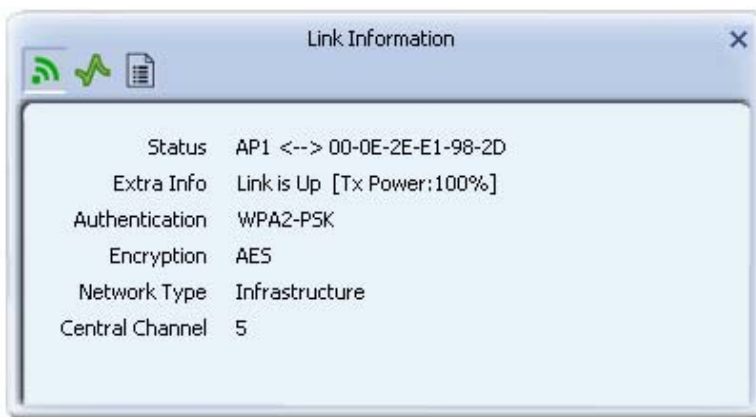 Link Information
Status AP1 <--> 00-0E-2E-E1-98-2D
Extra Info Link is Up [Tx Power:100%]
Authentication WPA2-PSK
Encryption AES
Network Type Infrastructure
Central Channel 5